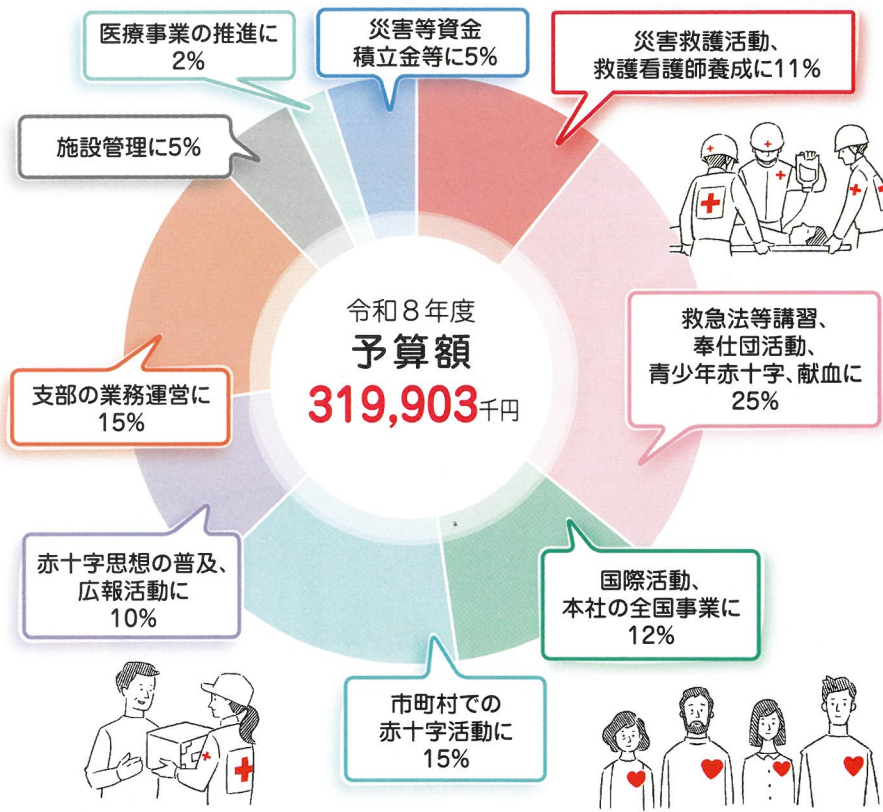 医療事業の推進に
2%
災害等資金
積立金等に5%
災害救護活動、
救護看護師養成に11%
施設管理に5%
令和8年度
予算額
319,903千円
救急法等講習、
奉仕団活動、
青少年赤十字、献血に
25%
支部の業務運営に
15%
赤十字思想の普及、
広報活動に
10%
国際活動、
本社の全国事業に
12%
市町村での
赤十字活動に
15%